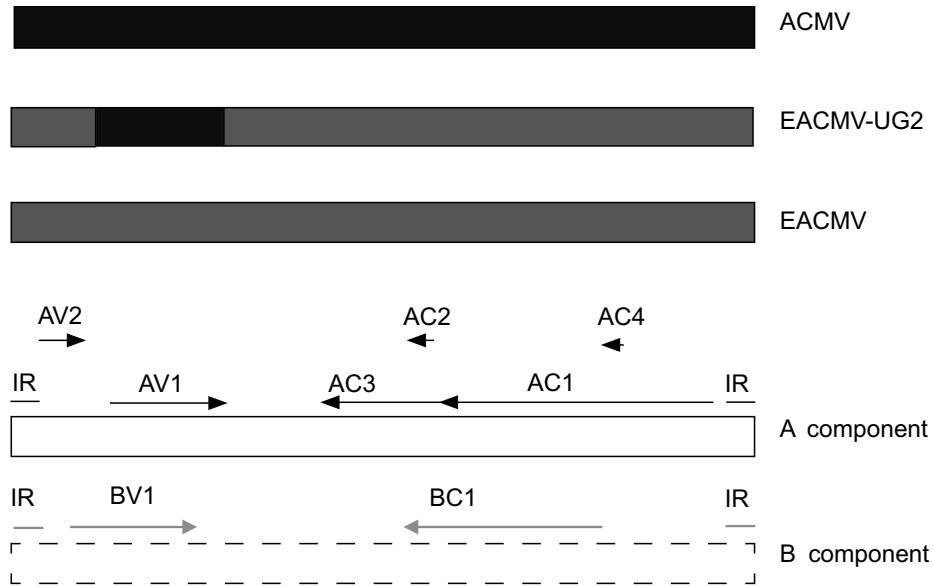 ACMV
EACMV-UG2
EACMV
AV2 AC2 AC4
IR AV1 AC3 AC1 IR
A component
IR BV1 BC1 IR
B component